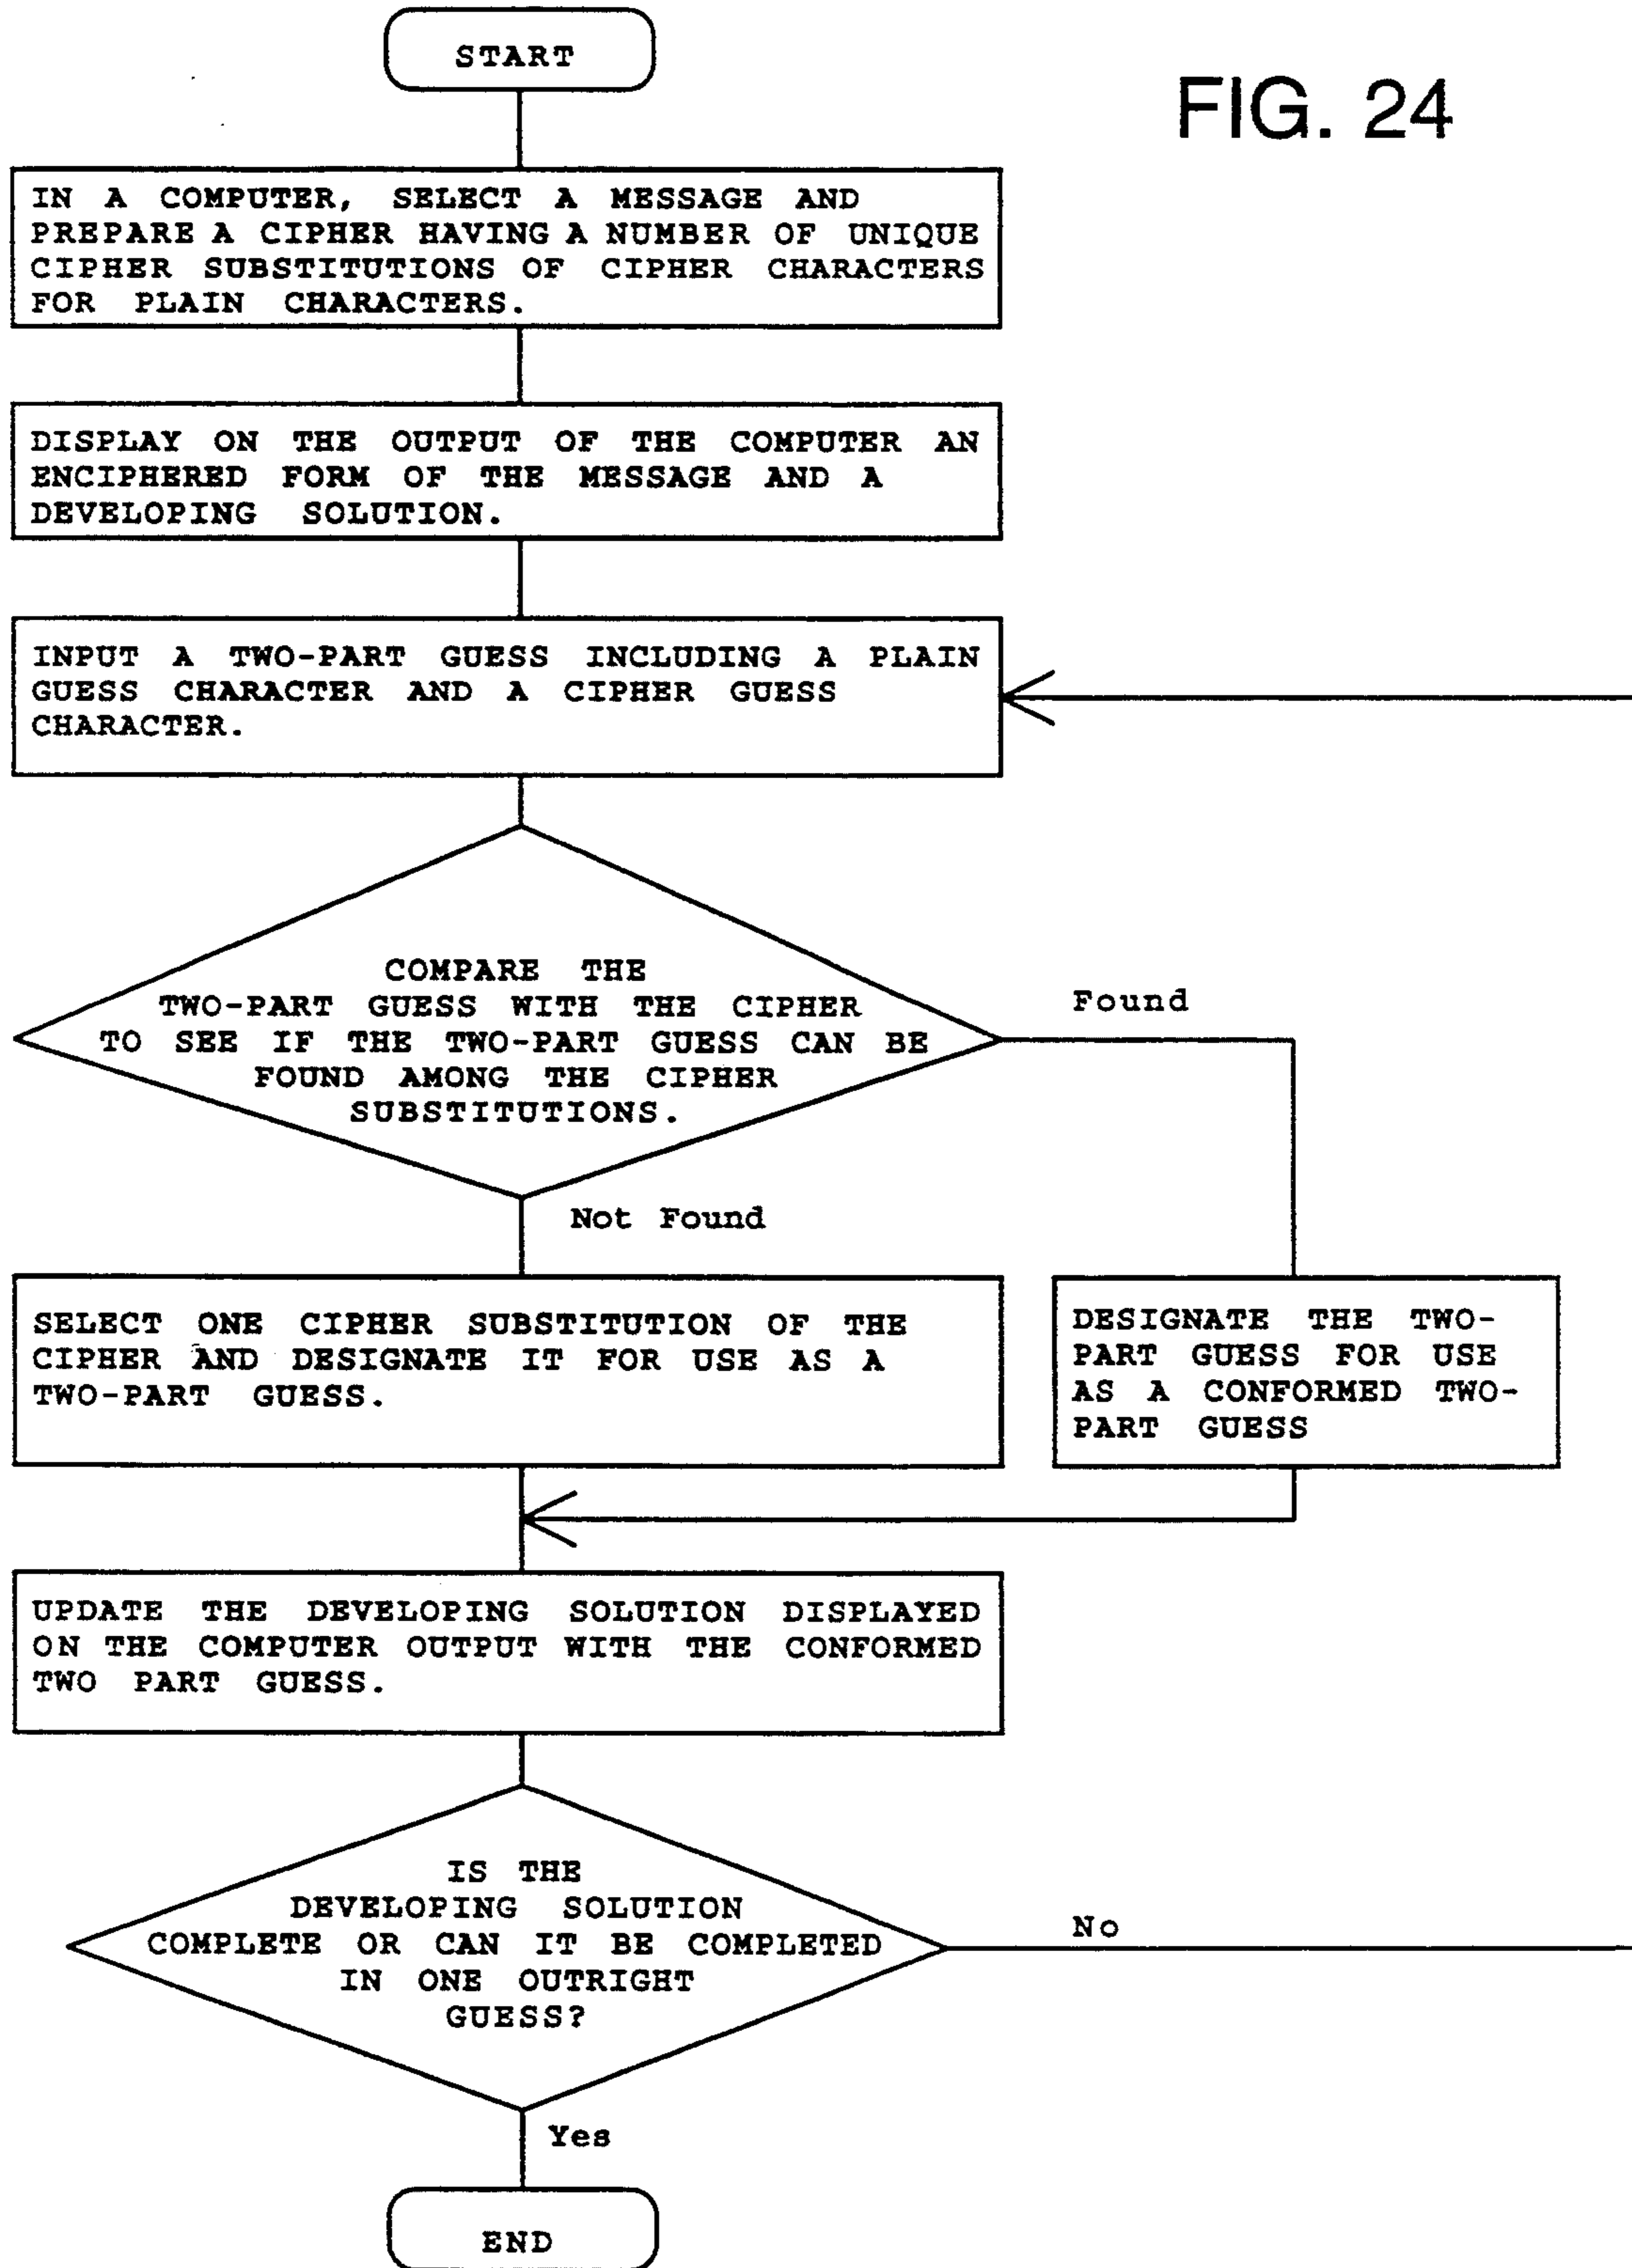 START
FIG. 24
IN A COMPUTER, SELECT A MESSAGE AND
PREPARE A CIPHER HAVING A NUMBER OF UNIQUE
CIPHER SUBSTITUTIONS OF CIPHER CHARACTERS
FOR PLAIN CHARACTERS.
DISPLAY ON THE OUTPUT OF THE COMPUTER AN
ENCIPHERED FORM OF THE MESSAGE AND A
DEVELOPING SOLUTION.
INPUT A TWO-PART GUESS INCLUDING A PLAIN
GUESS CHARACTER AND A CIPHER GUESS
CHARACTER.
COMPARE THE
TWO-PART GUESS WITH THE CIPHER
TO SEE IF THE TWO-PART GUESS CAN BE
FOUND AMONG THE CIPHER
SUBSTITUTIONS.
Found
Not Found
SELECT ONE CIPHER SUBSTITUTION OF THE
CIPHER AND DESIGNATE IT FOR USE AS A
TWO-PART GUESS.
DESIGNATE THE TWO-
PART GUESS FOR USE
AS A CONFORMED TWO-
PART GUESS
UPDATE THE DEVELOPING SOLUTION DISPLAYED
ON THE COMPUTER OUTPUT WITH THE CONFORMED
TWO PART GUESS.
IS THE
DEVELOPING SOLUTION
COMPLETE OR CAN IT BE COMPLETED
IN ONE OUTRIGHT
GUESS?
No
Yes
END